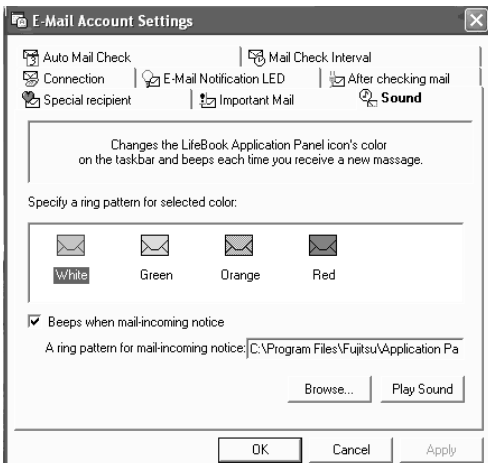 E-Mail Account Settings
Auto Mail Check
Mail Check Interval
Connection
E-Mail Notification LED
After checking mail
Special recipient
Important Mail
Sound
Changes the LifeBook Application Panel icon's color
on the taskbar and beeps each time you receive a new massage.
Specify a ring pattern for selected color:
White
Green
Orange
Red
Beeps when mail-incoming notice
A ring pattern for mail-incoming notice: C:\Program Files\Fujitsu\Application Pa
Browse...
Play Sound
OK
Cancel
Apply